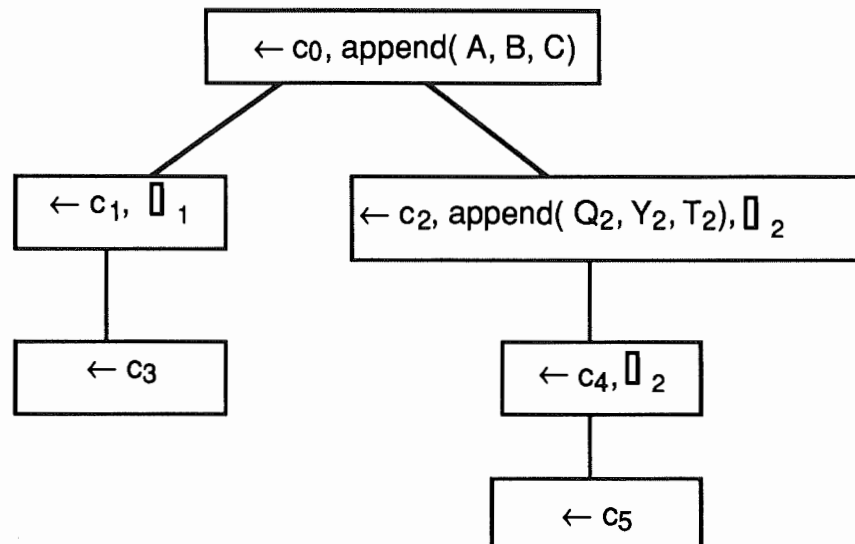 ← c0, append( A, B, C)
← c1, ▯ 1
← c2, append( Q2, Y2, T2), ▯ 2
← c3
← c4, ▯ 2
← c5